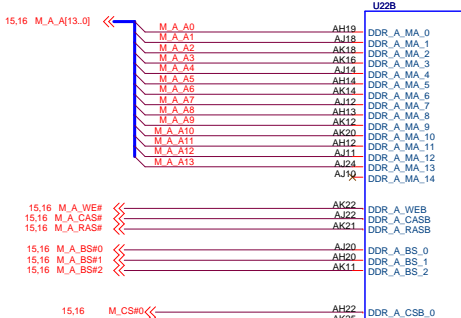 U22B
15,16 M_A_A[13..0]
M_A_A0 AH19 DDR_A_MA_0
M_A_A1 AJ18 DDR_A_MA_1
M_A_A2 AK18 DDR_A_MA_2
M_A_A3 AK16 DDR_A_MA_3
M_A_A4 AJ14 DDR_A_MA_4
M_A_A5 AH14 DDR_A_MA_5
M_A_A6 AK14 DDR_A_MA_6
M_A_A7 AJ12 DDR_A_MA_7
M_A_A8 AH13 DDR_A_MA_8
M_A_A9 AK12 DDR_A_MA_9
M_A_A10 AK20 DDR_A_MA_10
M_A_A11 AH12 DDR_A_MA_11
M_A_A12 AJ11 DDR_A_MA_12
M_A_A13 AJ24 DDR_A_MA_13
AJ10 DDR_A_MA_14
15,16 M_A_WE# AK22 DDR_A_WEB
15,16 M_A_CAS# AJ22 DDR_A_CASB
15,16 M_A_RAS# AK21 DDR_A_RASB
15,16 M_A_BS#0 AJ20 DDR_A_BS_0
15,16 M_A_BS#1 AH20 DDR_A_BS_1
15,16 M_A_BS#2 AK11 DDR_A_BS_2
15,16 M_CS#0 AH22 DDR_A_CSB_0